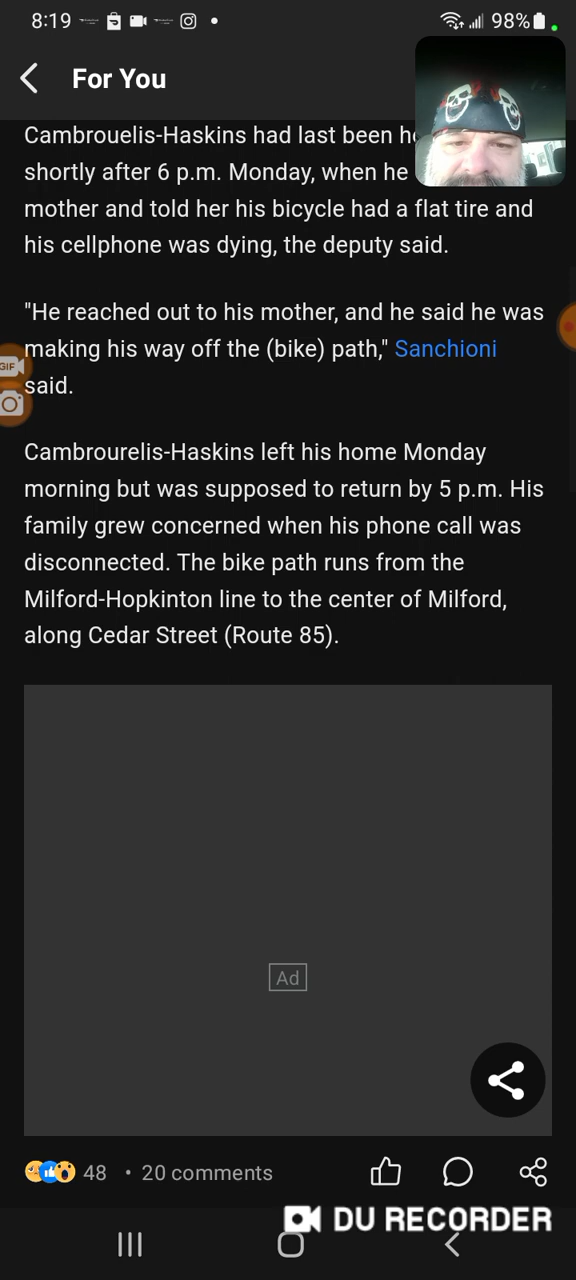 8:19
98%
For You
Cambrouelis-Haskins had last been
shortly after 6 p.m. Monday, when he
mother and told her his bicycle had a flat tire and
his cellphone was dying, the deputy said.
"He reached out to his mother, and he said he was
making his way off the (bike) path," Sanchioni
said.
GIF
Cambrourelis-Haskins left his home Monday
morning but was supposed to return by 5 p.m. His
family grew concerned when his phone call was
disconnected. The bike path runs from the
Milford-Hopkinton line to the center of Milford,
along Cedar Street (Route 85).
Ad
48 • 20 comments
DU RECORDER